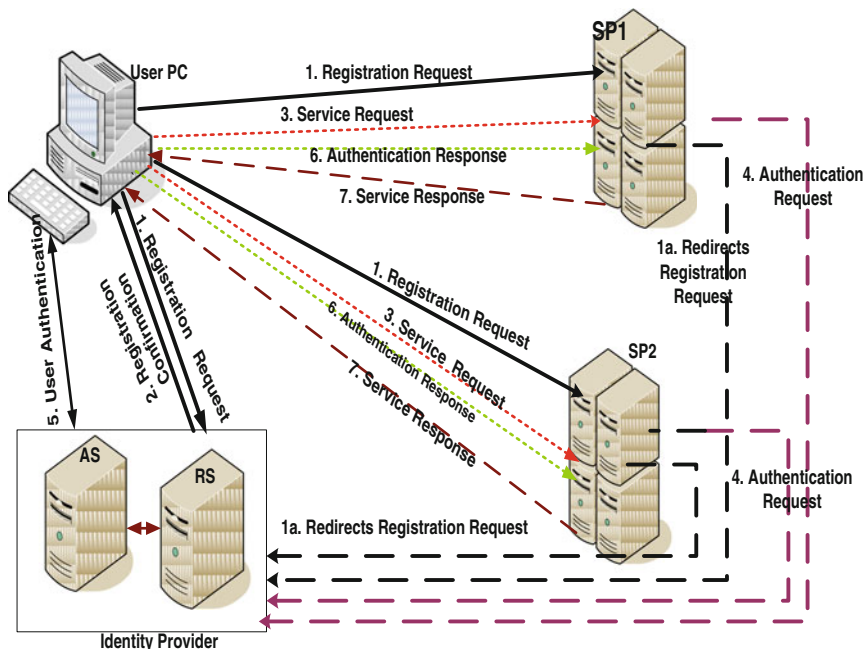 SP1
User PC
1. Registration Request
3. Service Request
6. Authentication Response
7. Service Response
4. Authentication
Request
1a. Redirects
Registration
Request
1. Registration Request
3. Service Request
6. Authentication Response
7. Service Response
SP2
1. Registration Request
2. Registration
Confirmation
5. User Authentication
AS
RS
4. Authentication
Request
1a. Redirects Registration Request
Identity Provider